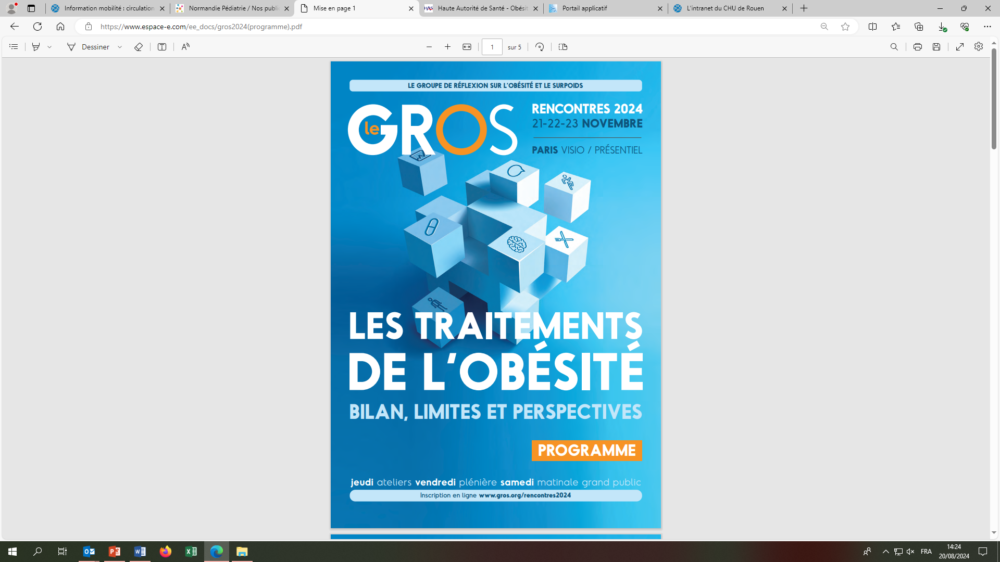 Information mobilité : circulation
Normandie Pédiatrie / Nos public
Mise en page 1
HAS
Haute Autorité de Santé - Obésit
Portail applicatif
L'intranet du CHU de Rouen
https://www.espace-e.com/ee_docs/gros2024(programme).pdf
Dessiner
1 sur 5
LE GROUPE DE RÉFLEXION SUR L'OBÉSITÉ ET LE SURPOIDS
le GROS
RENCONTRES 2024
21-22-23 NOVEMBRE
PARIS VISIO / PRÉSENTIEL
LES TRAITEMENTS
DE L'OBÉSITÉ
BILAN, LIMITES ET PERSPECTIVES
PROGRAMME
jeudi ateliers vendredi plénière samedi matinale grand public
Inscription en ligne www.gros.org/rencontres2024
FRA
14:24
20/08/2024